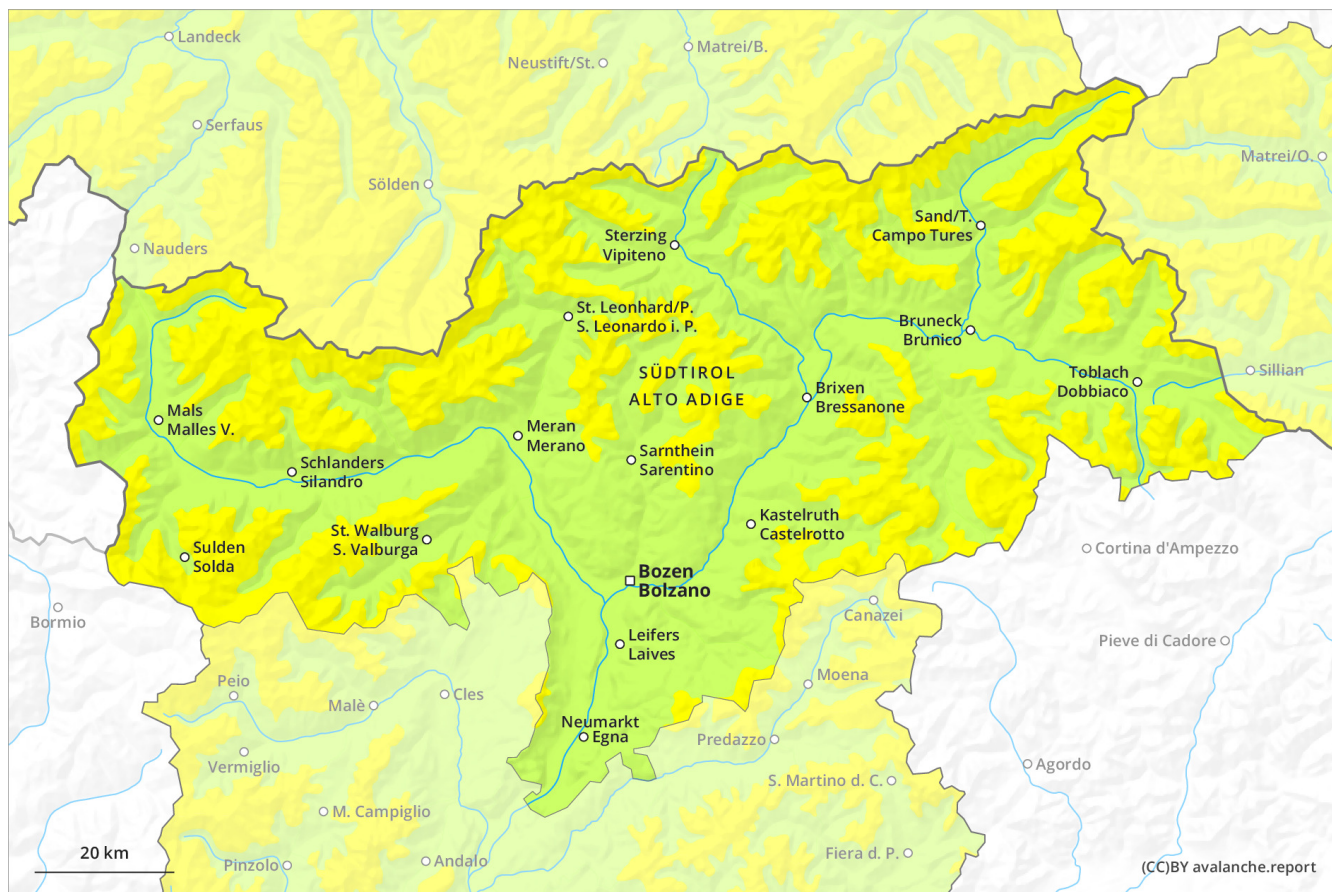 Landeck
Matrei/B.
Neustift/St.
Serfaus
Matrei/O.
Sölden
Sand/T.
Campo Tures
Sterzing
Vipiteno
Nauders
St. Leonhard/P.
S. Leonardo i. P.
Bruneck
Brunico
SÜDTIROL
ALTO ADIGE
Toblach
Dobbiaco
Sillian
Brixen
Bressanone
Mals
Malles V.
Meran
Merano
Sarnthein
Sarentino
Schlanders
Silandro
Kastelruth
Castelrotto
St. Walburg
S. Valburga
Sulden
Solda
Cortina d'Ampezzo
Bozen
Bolzano
Bormio
Canazei
Leifers
Laives
Pieve di Cadore
Moena
Peio
Cles
Malè
Neumarkt
Egna
Predazzo
Vermiglio
Agordo
S. Martino d. C.
M. Campiglio
20 km
Pinzolo
Andalo
Fiera d. P.
(CC)BY avalanche.report